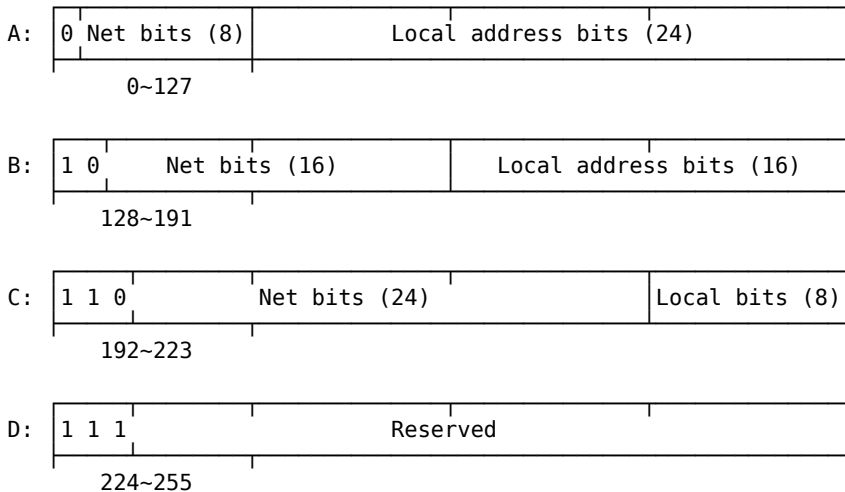 A: 0 Net bits (8) Local address bits (24)
0~127
B: 1 0 Net bits (16) Local address bits (16)
128~191
C: 1 1 0 Net bits (24) Local bits (8)
192~223
D: 1 1 1 Reserved
224~255